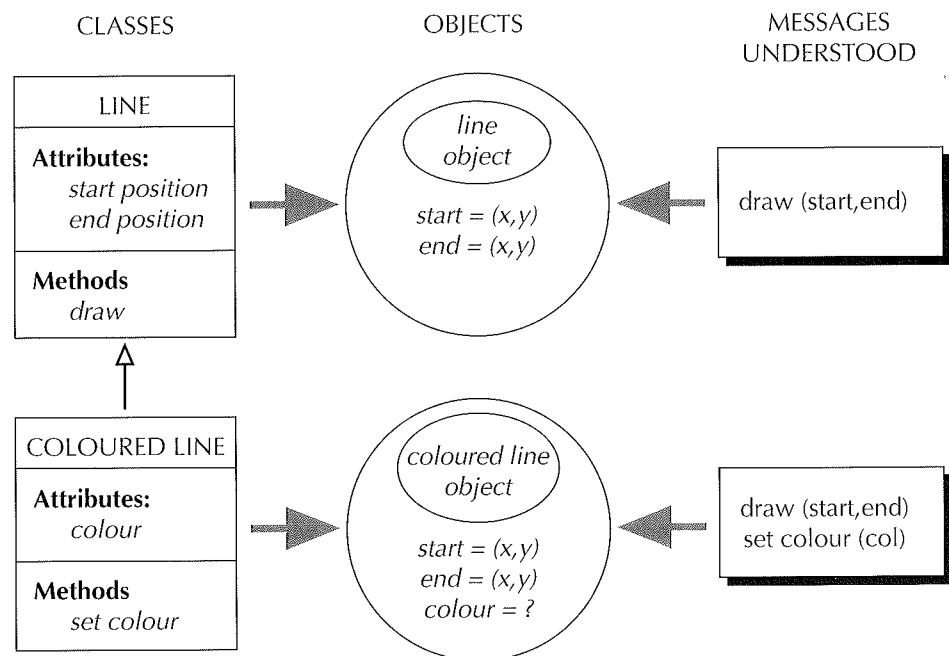 CLASSES
OBJECTS
MESSAGES
UNDERSTOOD
LINE
Attributes:
start position
end position
Methods
draw
line
object
start = (x,y)
end = (x,y)
draw (start,end)
COLOURED LINE
Attributes:
colour
Methods
set colour
coloured line
object
start = (x,y)
end = (x,y)
colour = ?
draw (start,end)
set colour (col)